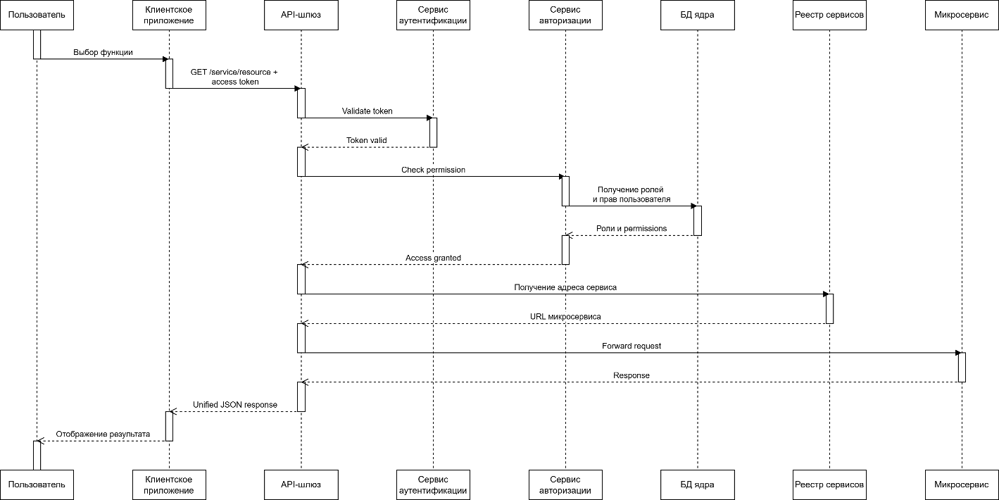 Пользователь
Клиентское
приложение
API-шлюз
Сервис
аутентификации
Сервис
авторизации
БД ядра
Реестр сервисов
Микросервис
Выбор функции
GET /service/resource +
access token
Validate token
Token valid
Check permission
Получение ролей
и прав пользователя
Роли и permissions
Access granted
Получение адреса сервиса
URL микросервиса
Forward request
Response
Unified JSON response
Отображение результата
Пользователь
Клиентское
приложение
API-шлюз
Сервис
аутентификации
Сервис
авторизации
БД ядра
Реестр сервисов
Микросервис